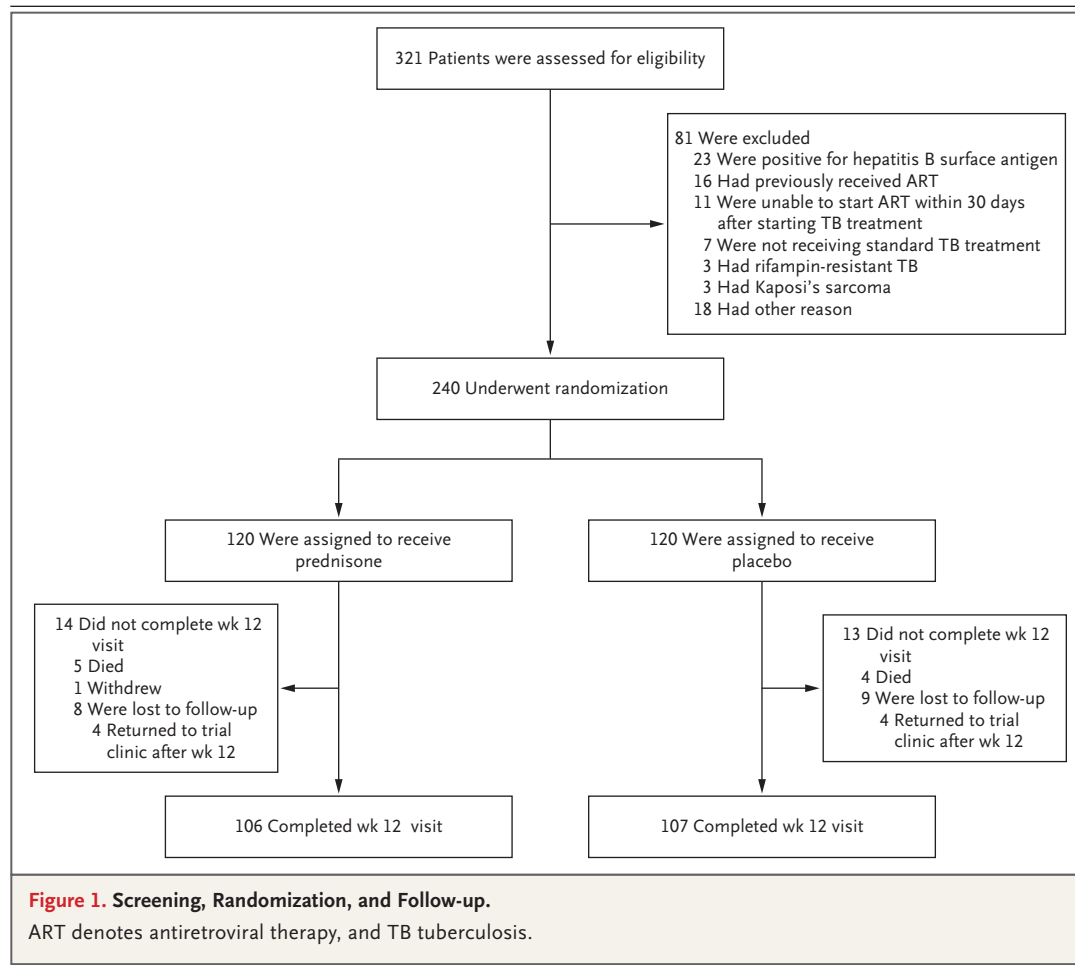 321 Patients were assessed for eligibility
81 Were excluded
23 Were positive for hepatitis B surface antigen
16 Had previously received ART
11 Were unable to start ART within 30 days
after starting TB treatment
7 Were not receiving standard TB treatment
3 Had rifampin-resistant TB
3 Had Kaposi's sarcoma
18 Had other reason
240 Underwent randomization
120 Were assigned to receive
prednisone
120 Were assigned to receive
placebo
14 Did not complete wk 12
visit
5 Died
1 Withdrew
8 Were lost to follow-up
4 Returned to trial
clinic after wk 12
13 Did not complete wk 12
visit
4 Died
9 Were lost to follow-up
4 Returned to trial
clinic after wk 12
106 Completed wk 12 visit
107 Completed wk 12 visit
Figure 1. Screening, Randomization, and Follow-up.
ART denotes antiretroviral therapy, and TB tuberculosis.